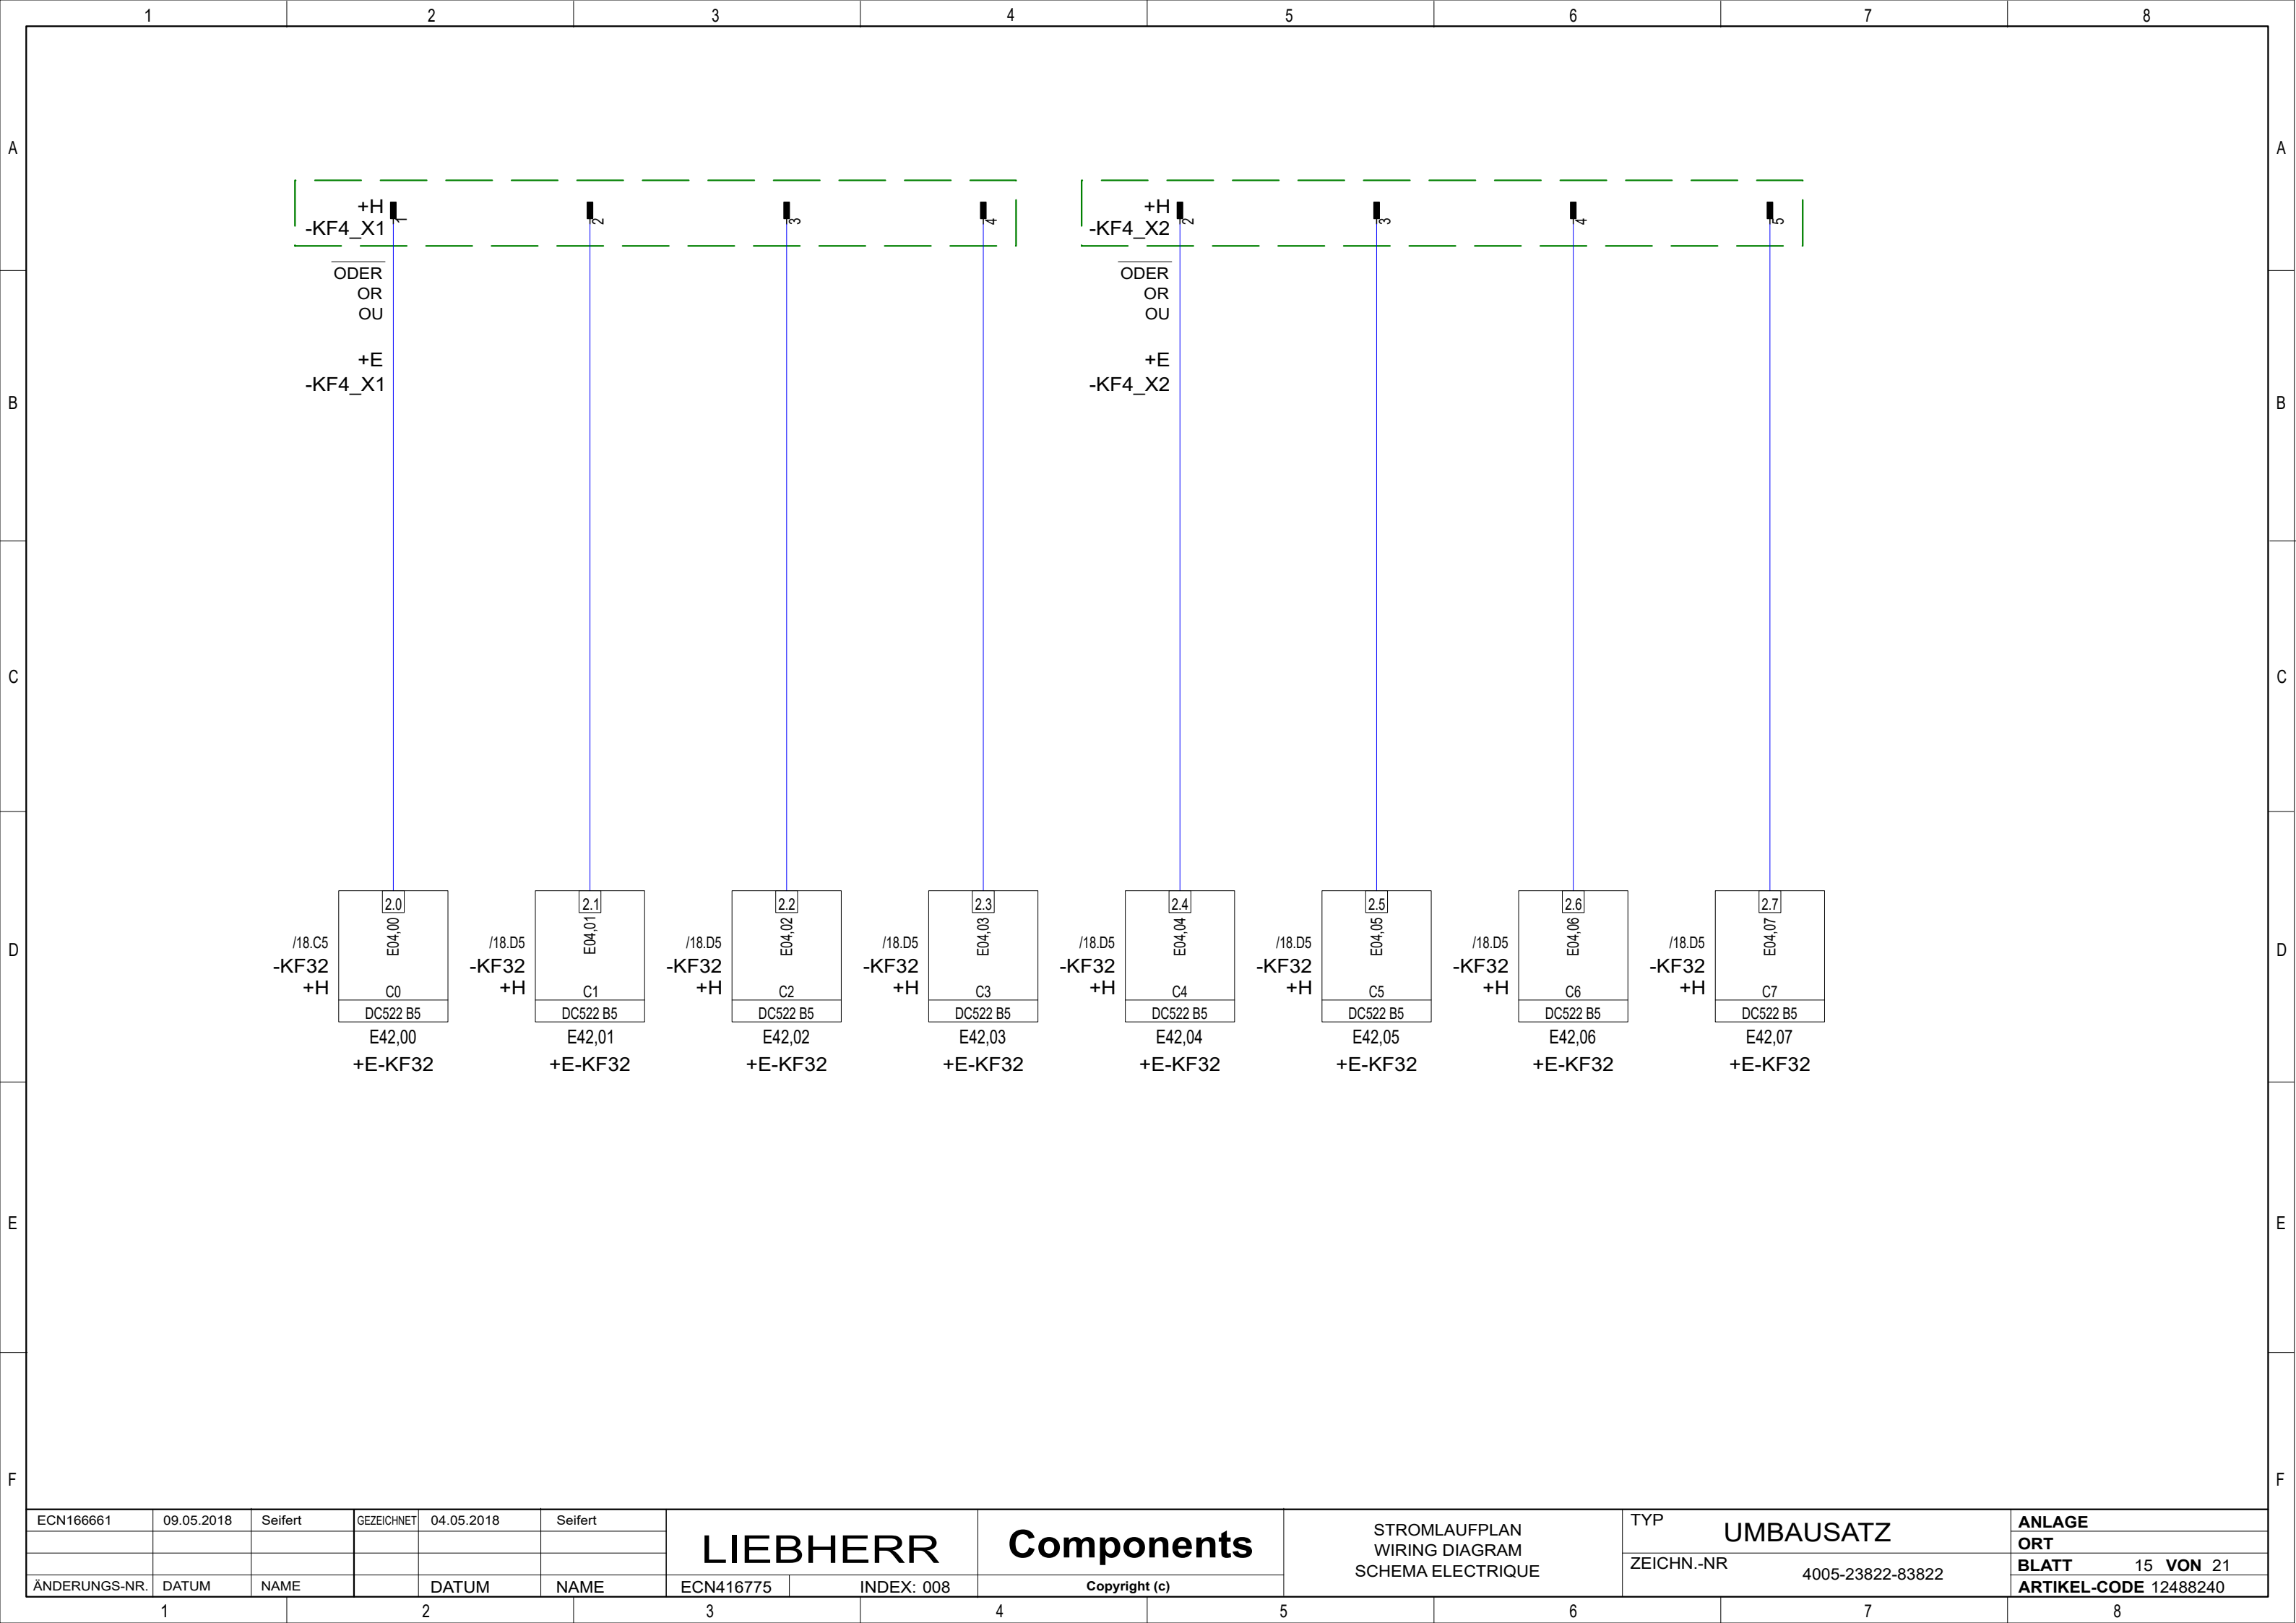 1 2 3 4 5 6 7 8
A A
+H
-KF4_X1
1 2 3 4
+H
-KF4_X2
2 3 4 5
ODER
OR
OU
ODER
OR
OU
+E
-KF4_X1
+E
-KF4_X2
B B
C C
D D
/18.C5
-KF32
+H
2.0
E04,00
C0
DC522 B5
E42,00
+E-KF32
/18.D5
-KF32
+H
2.1
E04,01
C1
DC522 B5
E42,01
+E-KF32
/18.D5
-KF32
+H
2.2
E04,02
C2
DC522 B5
E42,02
+E-KF32
/18.D5
-KF32
+H
2.3
E04,03
C3
DC522 B5
E42,03
+E-KF32
/18.D5
-KF32
+H
2.4
E04,04
C4
DC522 B5
E42,04
+E-KF32
/18.D5
-KF32
+H
2.5
E04,05
C5
DC522 B5
E42,05
+E-KF32
/18.D5
-KF32
+H
2.6
E04,06
C6
DC522 B5
E42,06
+E-KF32
/18.D5
-KF32
+H
2.7
E04,07
C7
DC522 B5
E42,07
+E-KF32
E E
F F
ECN166661 09.05.2018 Seifert GEZEICHNET 04.05.2018 Seifert
ÄNDERUNGS-NR. DATUM NAME DATUM NAME
LIEBHERR
ECN416775 INDEX: 008
Components
Copyright (c)
STROMLAUFPLAN
WIRING DIAGRAM
SCHEMA ELECTRIQUE
TYP UMBAUSATZ
ZEICHN.-NR 4005-23822-83822
ANLAGE
ORT
BLATT 15 VON 21
ARTIKEL-CODE 12488240
1 2 3 4 5 6 7 8